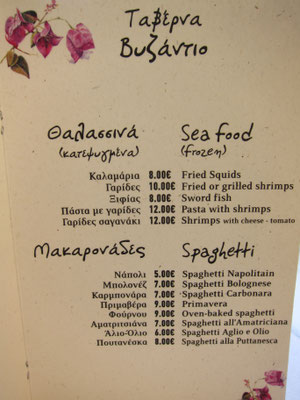 Ταβέρνα
Βυζάντιο
Θαλασσινά Sea food
(κατεψυγμένα) (frozen)
Καλαμάρια 8.00€ Fried Squids
Γαρίδες 10.00€ Fried or grilled shrimps
Ξιφίας 8.00€ Sword fish
Πάστα με γαρίδες 12.00€ Pasta with shrimps
Γαρίδες σαγανάκι 12.00€ Shrimps with cheese - tomato
Μακαρονάδες Spaghetti
Νάπολι 5.00€ Spaghetti Napolitain
Μπολονέζ 7.00€ Spaghetti Bolognese
Καρμπονάρα 7.00€ Spaghetti Carbonara
Πριμαβέρα 9.00€ Primavera
Φούρνου 9.00€ Oven-baked spaghetti
Αματριτσιάνα 7.00€ Spaghetti all'Amatriciana
Άλιο-Όλιο 6.00€ Spaghetti Aglio e Olio
Πουτανέσκα 8.00€ Spaghetti alla Puttanesca